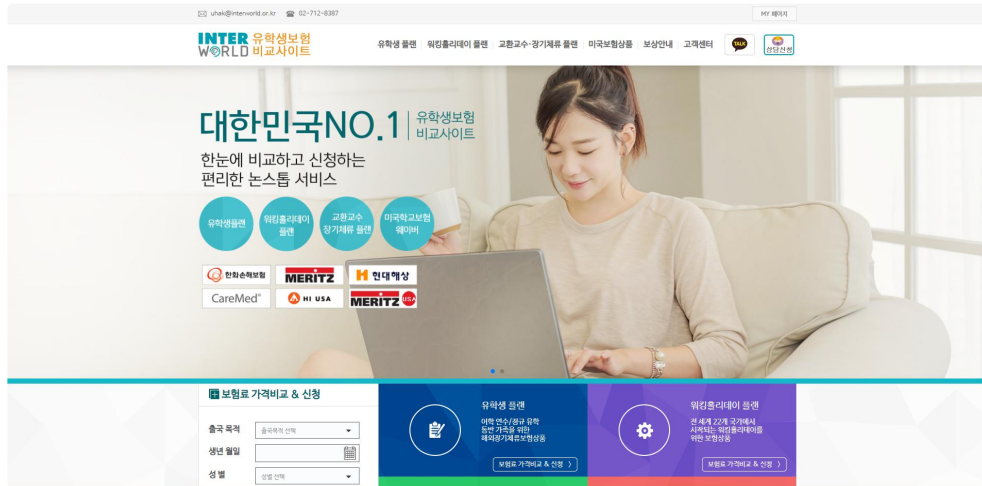 uhak@interworld.or.kr 02-712-8387
MY 페이지
INTER 유학생보험
WORLD 비교사이트
유학생 플랜 워킹홀리데이 플랜 교환교수·장기체류 플랜 미국보험상품 보상안내 고객센터
TALK
상담신청
대한민국NO.1 유학생보험
비교사이트
한눈에 비교하고 신청하는
편리한 논스톱 서비스
유학생플랜
워킹홀리데이
플랜
교환교수
장기체류 플랜
미국학교보험
웨이버
한화손해보험 MERITZ 현대해상
CareMed HI USA MERITZ USA
보험료 가격비교 & 신청
출국 목적 출국목적 선택
생년 월일
성 별 성별 선택
유학생 플랜
어학 연수/정규 유학
동반 가족을 위한
해외장기체류보험상품
보험료 가격비교 & 신청 〉
워킹홀리데이 플랜
전 세계 22개 국가에서
시작되는 워킹홀리데이를
위한 보험상품
보험료 가격비교 & 신청 〉